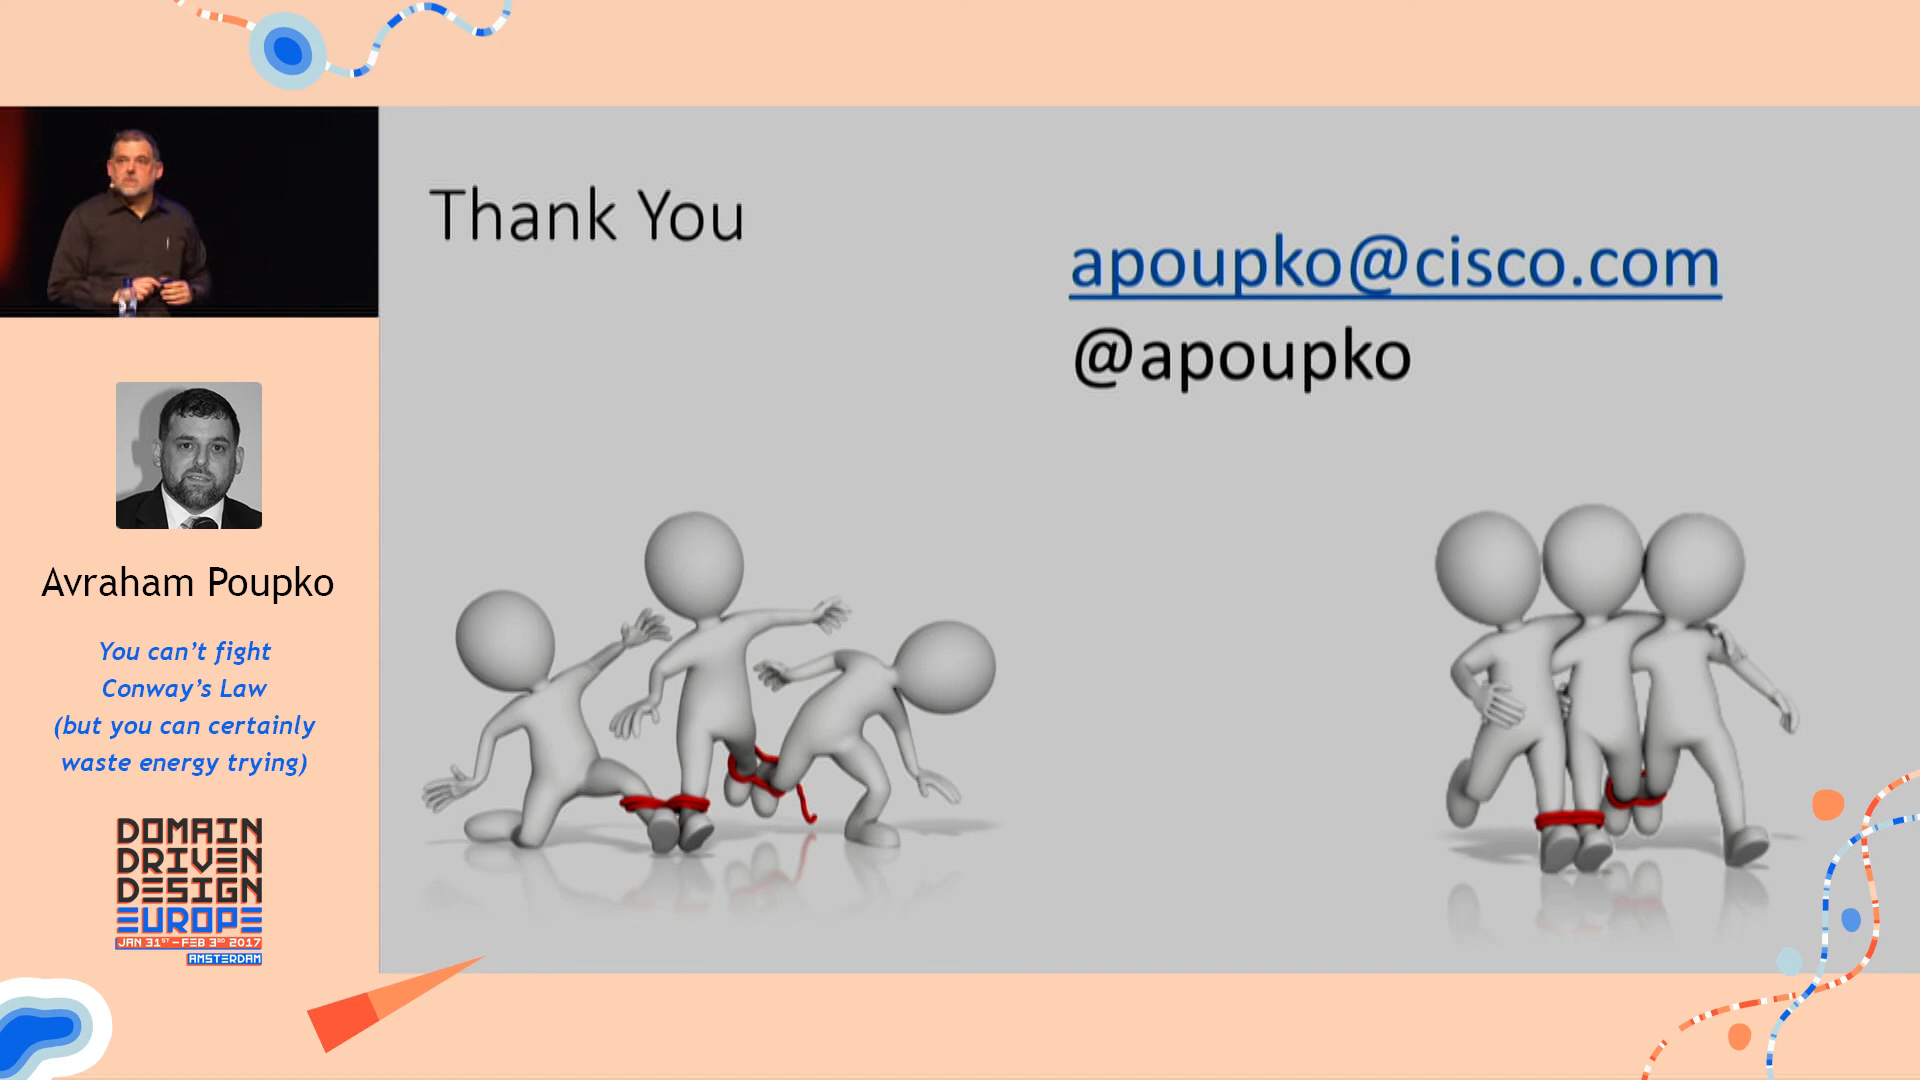 Thank You
apoupko@cisco.com
@apoupko
Avraham Poupko
You can't fight
Conway's Law
(but you can certainly
waste energy trying)
DOMAIN
DRIVEN
DESIGN
EUROPE
JAN 31ST – FEB 3RD 2017
AMSTERDAM